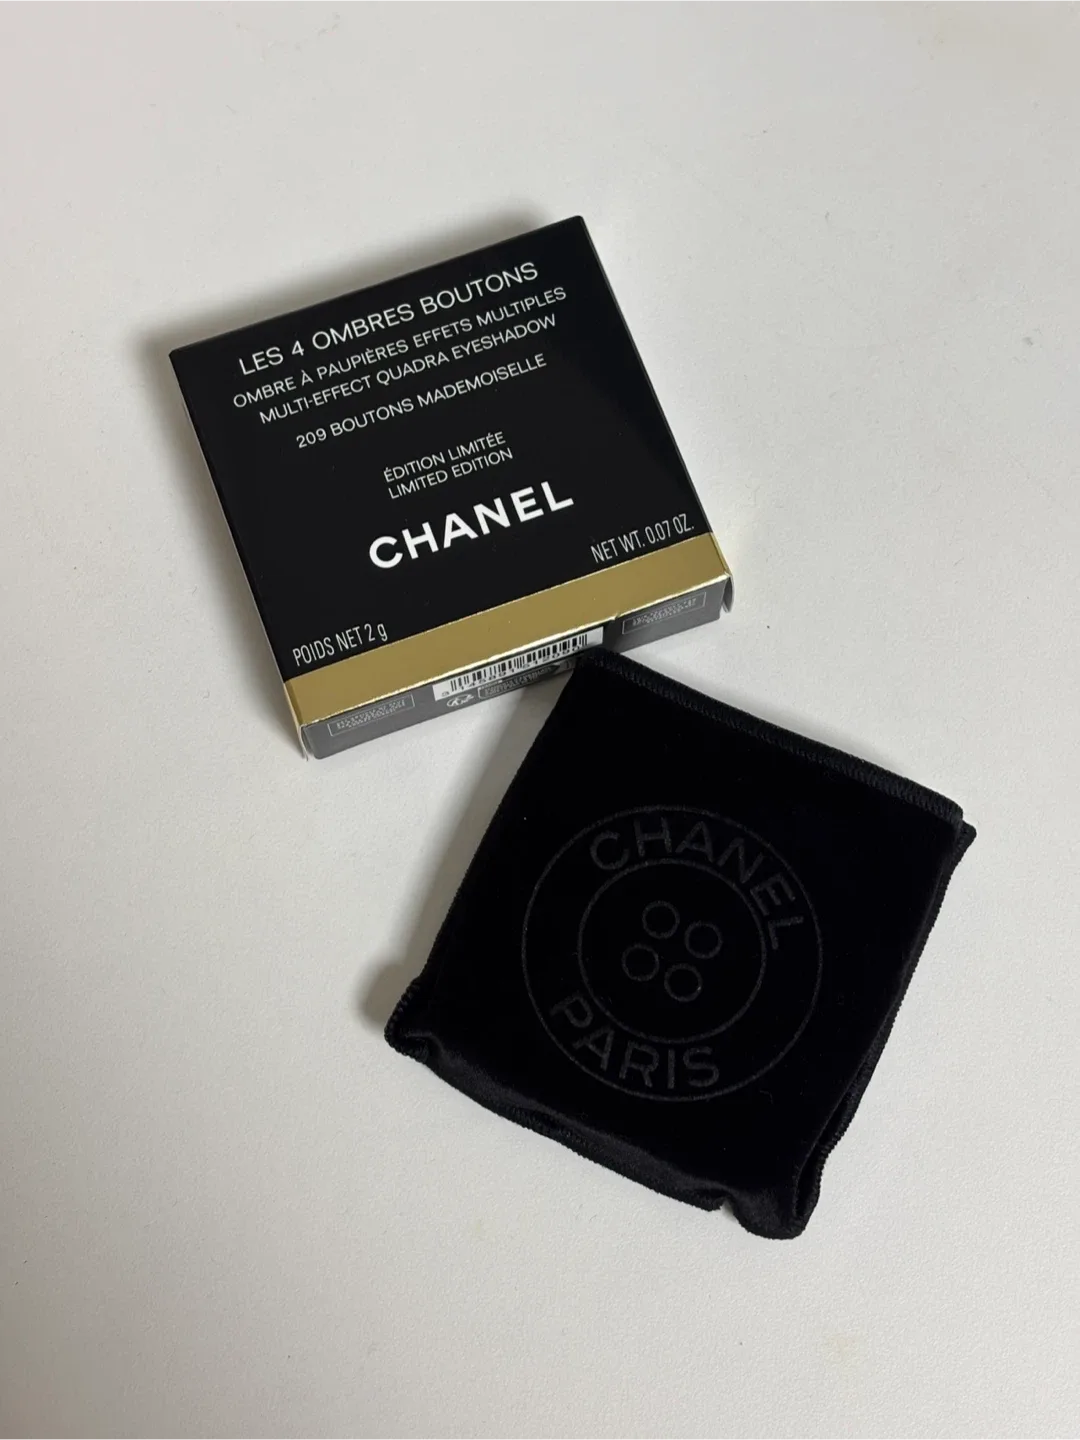 LES 4 OMBRES BOUTONS
OMBRE À PAUPIÈRES EFFETS MULTIPLES
MULTI-EFFECT QUADRA EYESHADOW
209 BOUTONS MADEMOISELLE
ÉDITION LIMITÉE
LIMITED EDITION
CHANEL
NET WT. 0.07 OZ.
POIDS NET 2 g
CHANEL
PARIS